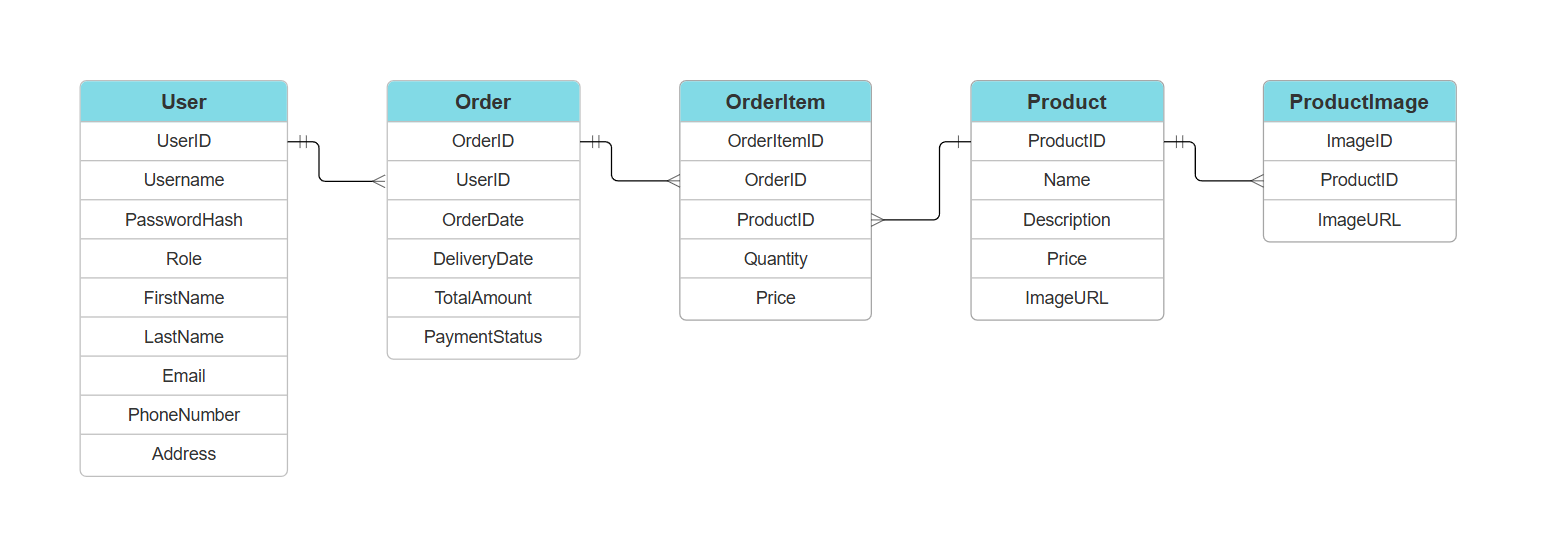 User
UserID
Username
PasswordHash
Role
FirstName
LastName
Email
PhoneNumber
Address
Order
OrderID
UserID
OrderDate
DeliveryDate
TotalAmount
PaymentStatus
OrderItem
OrderItemID
OrderID
ProductID
Quantity
Price
Product
ProductID
Name
Description
Price
ImageURL
ProductImage
ImageID
ProductID
ImageURL